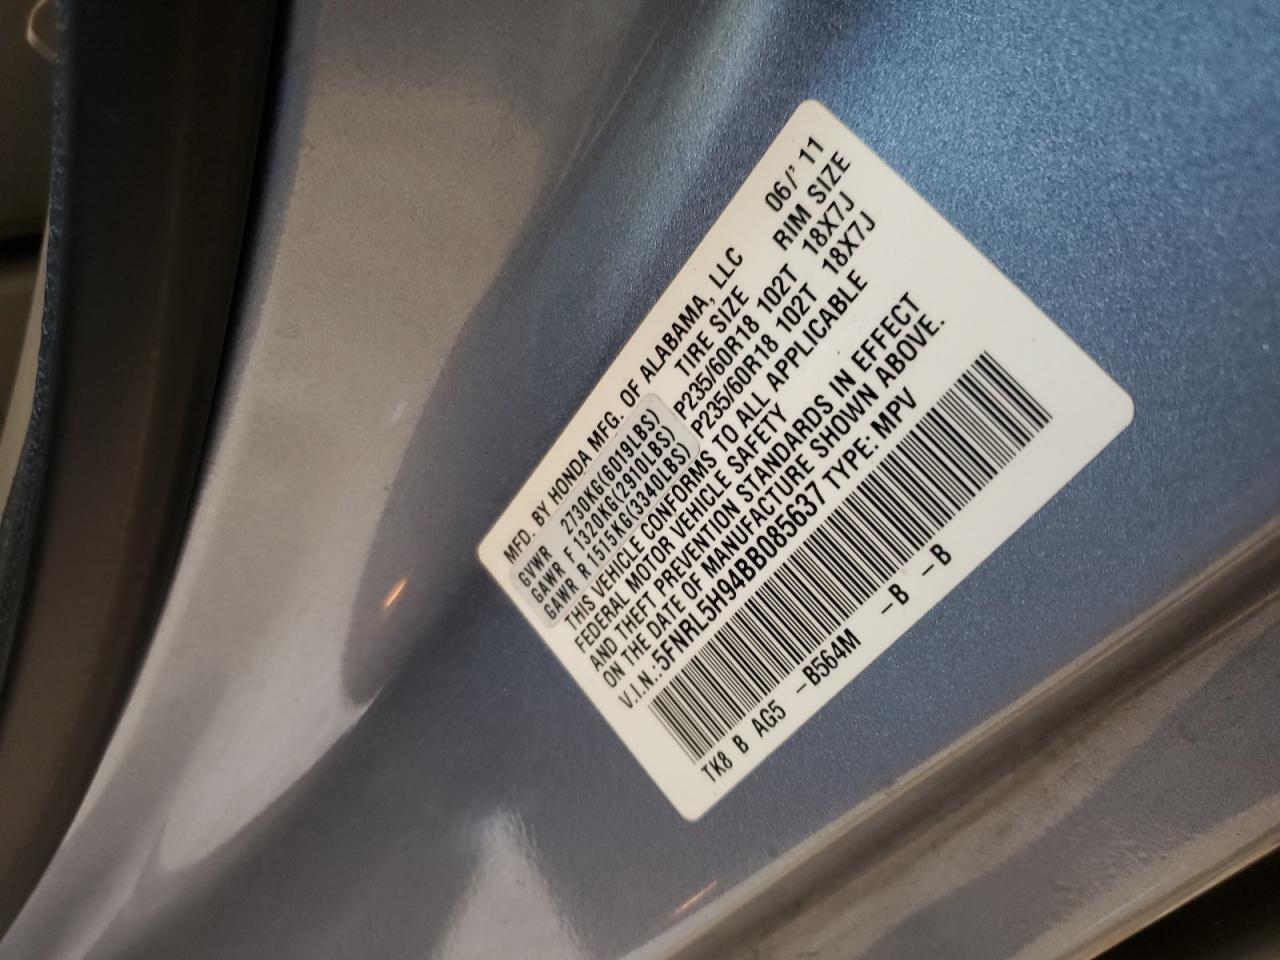 MFD. BY HONDA MFG. OF ALABAMA, LLC 06/' 11
TIRE SIZE RIM SIZE
GVWR 2730KG(6019LBS)
GAWR F 1320KG(2910LBS) P235/60R18 102T 18X7J
GAWR R 1515KG(3340LBS) P235/60R18 102T 18X7J
THIS VEHICLE CONFORMS TO ALL APPLICABLE
FEDERAL MOTOR VEHICLE SAFETY
AND THEFT PREVENTION STANDARDS IN EFFECT
ON THE DATE OF MANUFACTURE SHOWN ABOVE.
V.I.N.:5FNRL5H94BB085637 TYPE: MPV
TK8 B AG5 -B564M -B -B